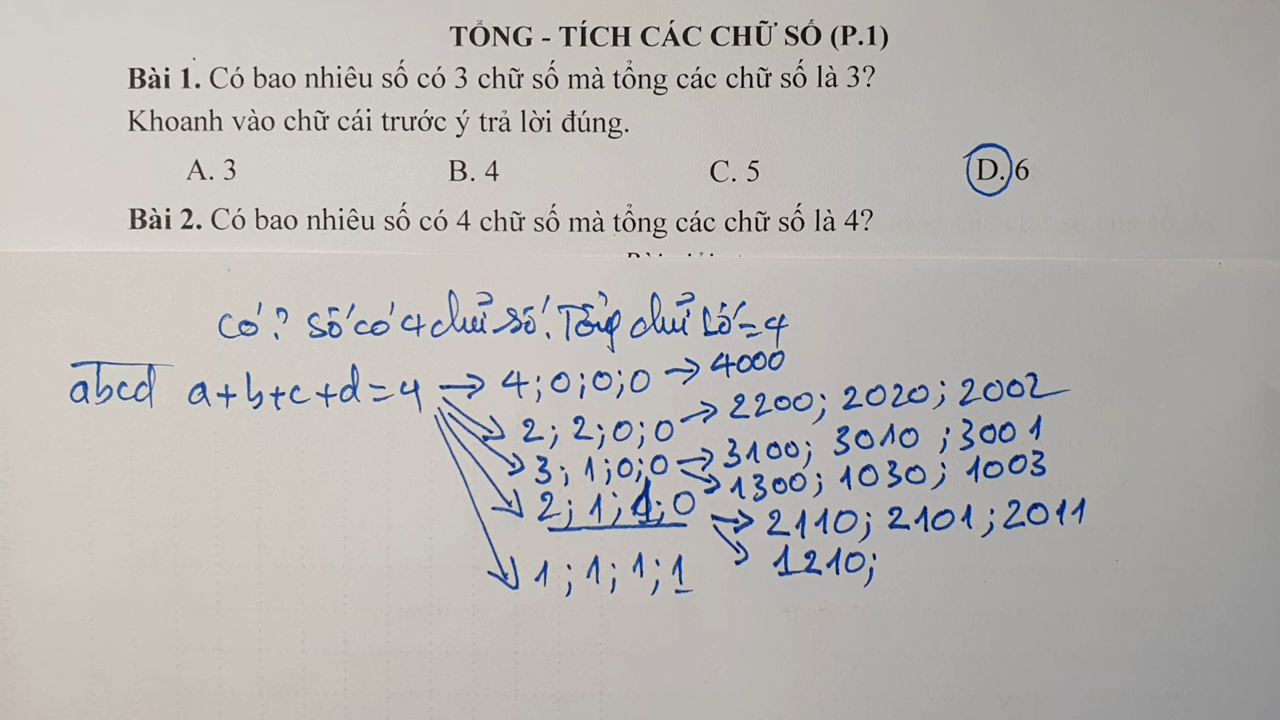 TỔNG - TÍCH CÁC CHỮ SỐ (P.1)
Bài 1. Có bao nhiêu số có 3 chữ số mà tổng các chữ số là 3?
Khoanh vào chữ cái trước ý trả lời đúng.
A. 3 B. 4 C. 5 D. 6
Bài 2. Có bao nhiêu số có 4 chữ số mà tổng các chữ số là 4?
có? số có 4 chữ số. Tổng chữ số = 4
abcd a+b+c+d=4 → 4; 0; 0; 0 → 4000
2; 2; 0; 0 → 2200; 2020; 2002
3; 1; 0; 0 → 3100; 3010; 3001
→ 1300; 1030; 1003
2; 1; 1; 0 → 2110; 2101; 2011
→ 1210;
1; 1; 1; 1